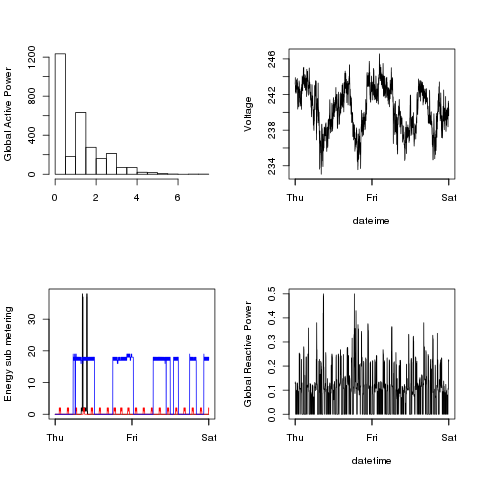 Global Active Power
0 400 800 1200
0 2 4 6
Voltage
234 238 242 246
Thu Fri Sat
dateime
Energy sub metering
0 10 20 30
Thu Fri Sat
Global Reactive Power
0.0 0.1 0.2 0.3 0.4 0.5
Thu Fri Sat
datetime